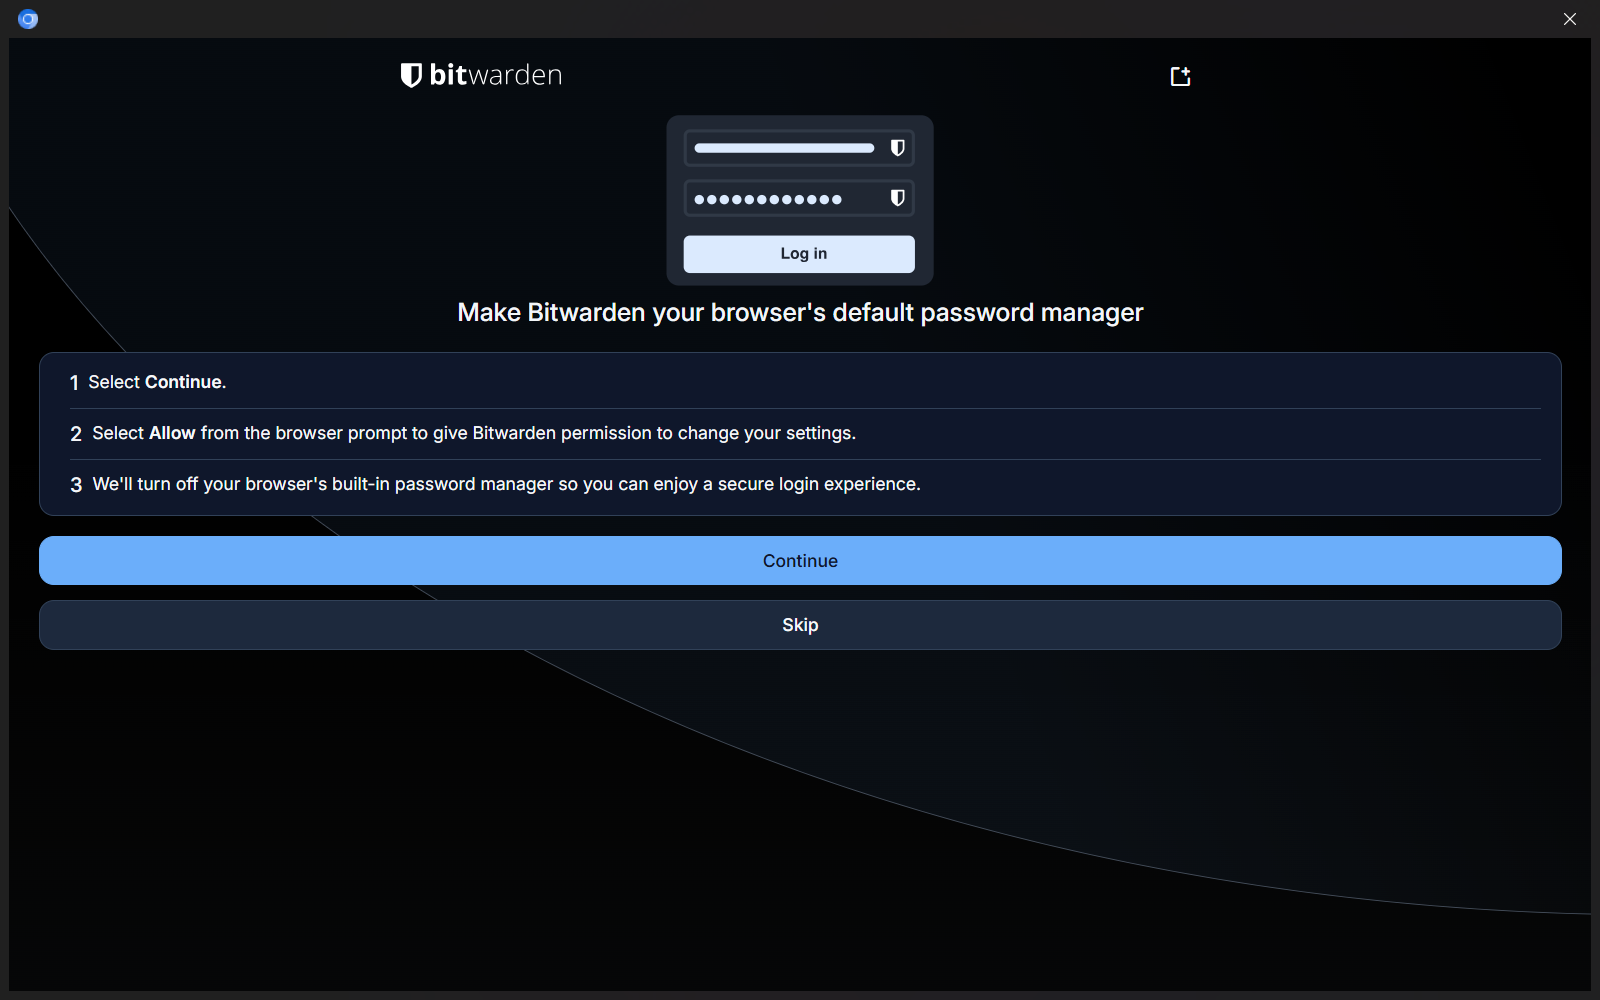 bitwarden
Log in
Make Bitwarden your browser's default password manager
1 Select Continue.
2 Select Allow from the browser prompt to give Bitwarden permission to change your settings.
3 We'll turn off your browser's built-in password manager so you can enjoy a secure login experience.
Continue
Skip